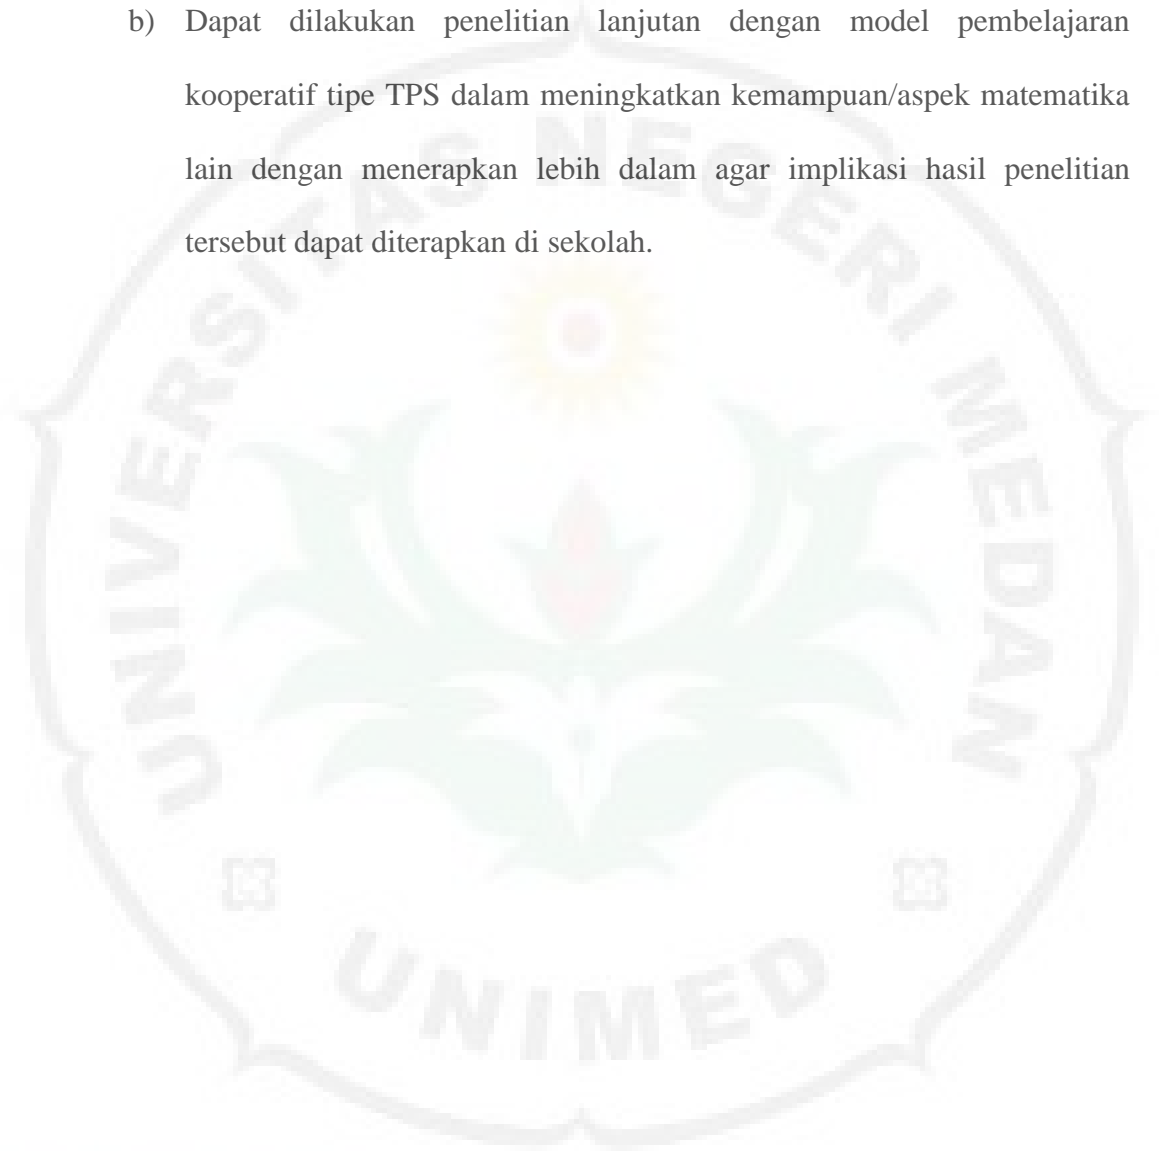 b) Dapat dilakukan penelitian lanjutan dengan model pembelajaran
kooperatif tipe TPS dalam meningkatkan kemampuan/aspek matematika
lain dengan menerapkan lebih dalam agar implikasi hasil penelitian
tersebut dapat diterapkan di sekolah.
UNIVERSITAS NEGERI MEDAN
UNIMED